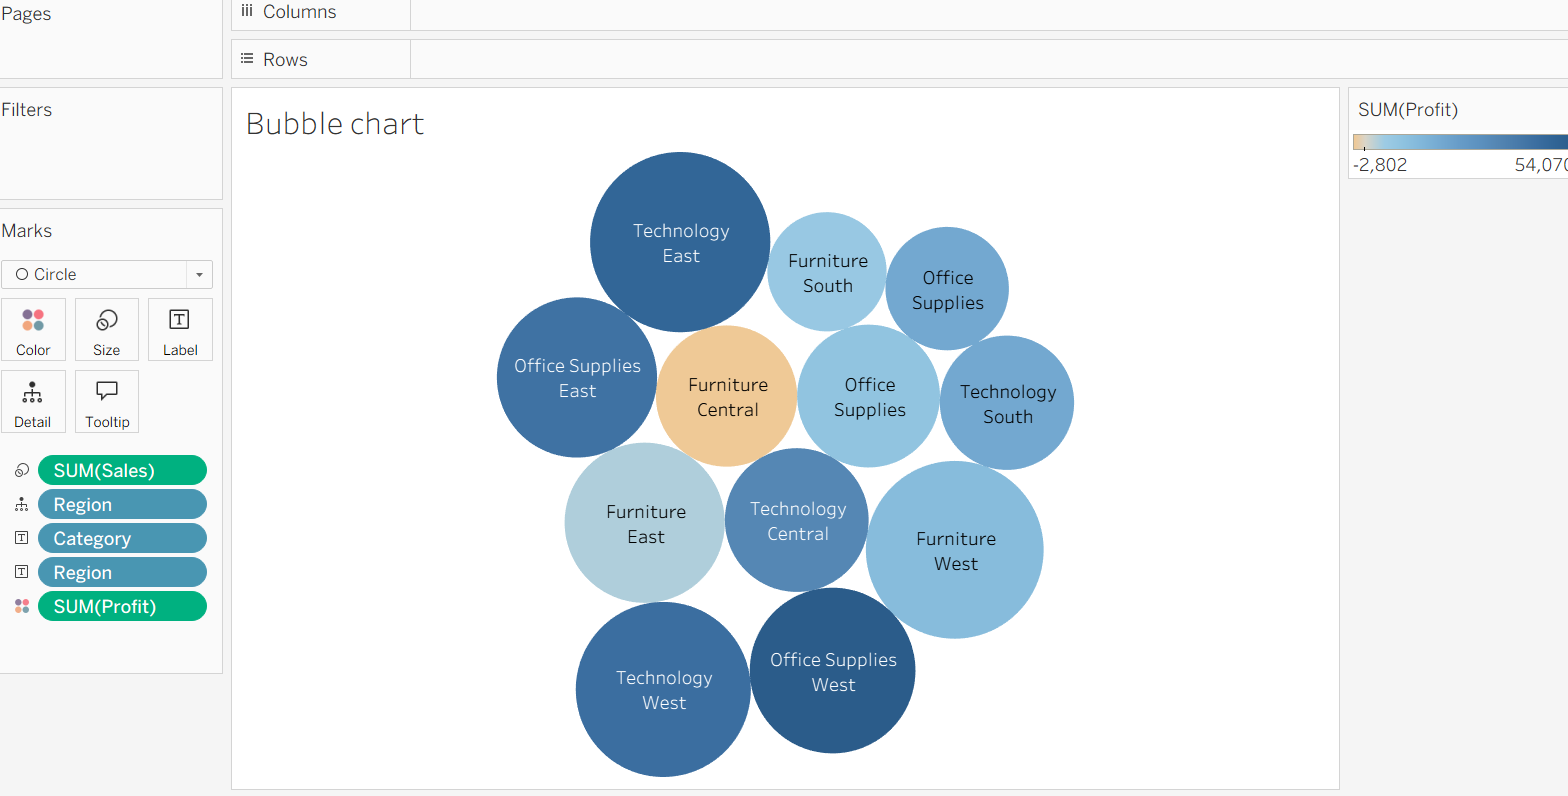 Pages
Columns
Rows
Filters
Marks
Circle
Color
Size
Label
Detail
Tooltip
SUM(Sales)
Region
Category
Region
SUM(Profit)
Bubble chart
Technology
East
Furniture
South
Office
Supplies
Office Supplies
East
Furniture
Central
Office
Supplies
Technology
South
Furniture
East
Technology
Central
Furniture
West
Technology
West
Office Supplies
West
SUM(Profit)
-2,802
54,070